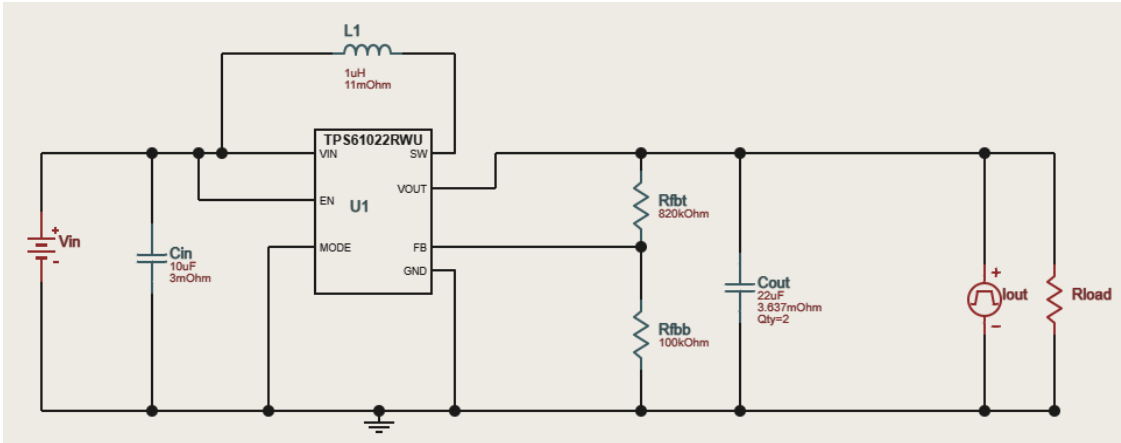 L1
1uH
11mOhm
TPS61022RWU
VIN
SW
VOUT
EN
U1
MODE
FB
GND
Vin
+
-
Cin
10uF
3mOhm
Rfbt
820kOhm
Rfbb
100kOhm
Cout
22uF
3.637mOhm
Qty=2
+
Iout
-
Rload